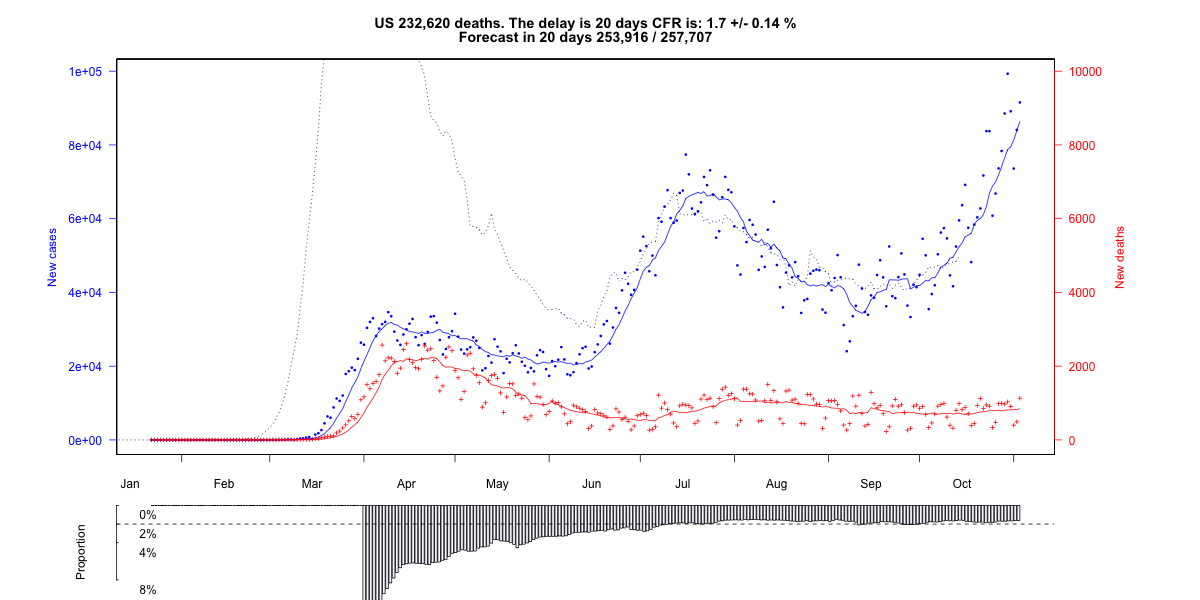 US 232,620 deaths. The delay is 20 days CFR is: 1.7 +/- 0.14 %
Forecast in 20 days 253,916 / 257,707
1e+05
8e+04
6e+04
4e+04
2e+04
0e+00
New cases
10000
8000
6000
4000
2000
0
New deaths
Jan Feb Mar Apr May Jun Jul Aug Sep Oct
0%
2%
4%
8%
Proportion